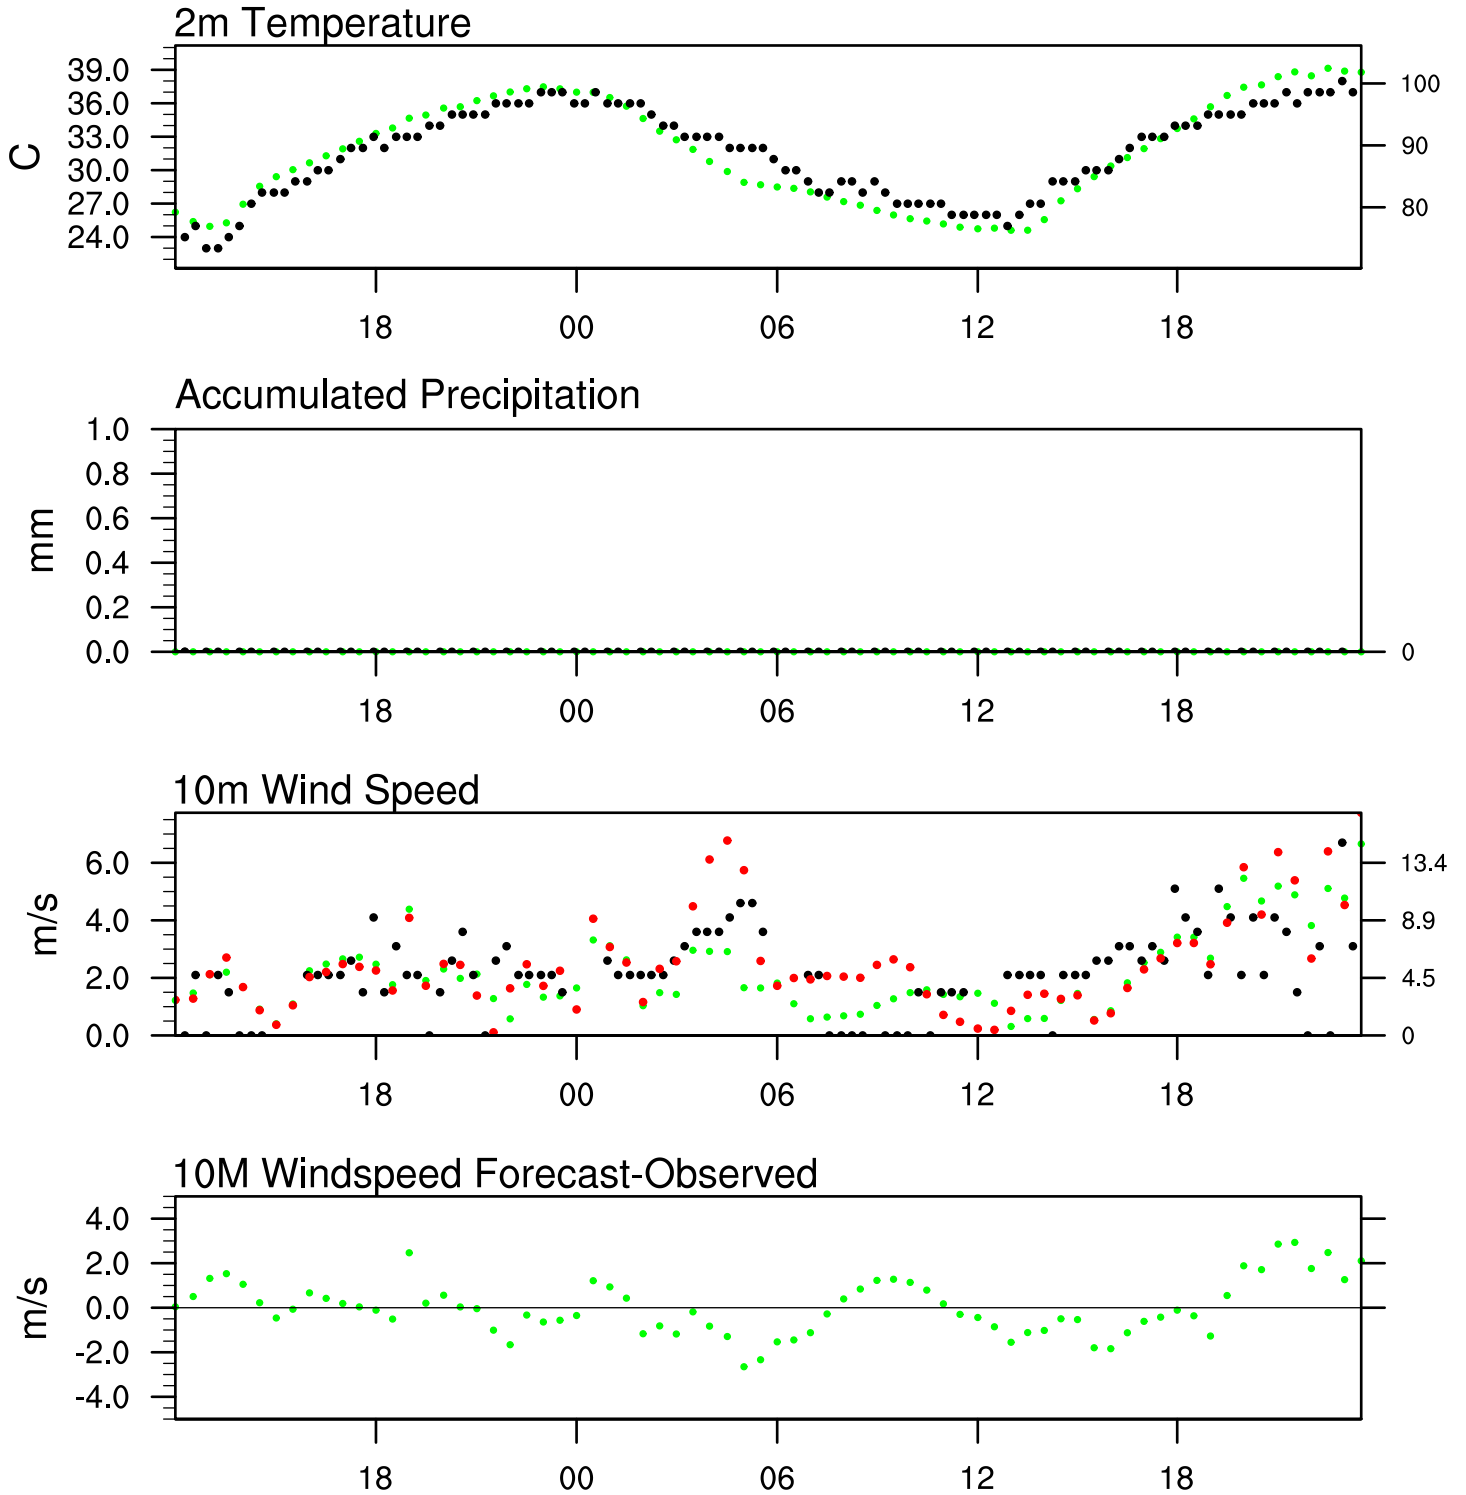 2m Temperature
39.0
36.0
33.0
30.0
27.0
24.0
C
100
90
80
18 00 06 12 18
Accumulated Precipitation
1.0
0.8
0.6
0.4
0.2
0.0
mm
0
18 00 06 12 18
10m Wind Speed
6.0
4.0
2.0
0.0
m/s
13.4
8.9
4.5
0
18 00 06 12 18
10M Windspeed Forecast-Observed
4.0
2.0
0.0
-2.0
-4.0
m/s
18 00 06 12 18